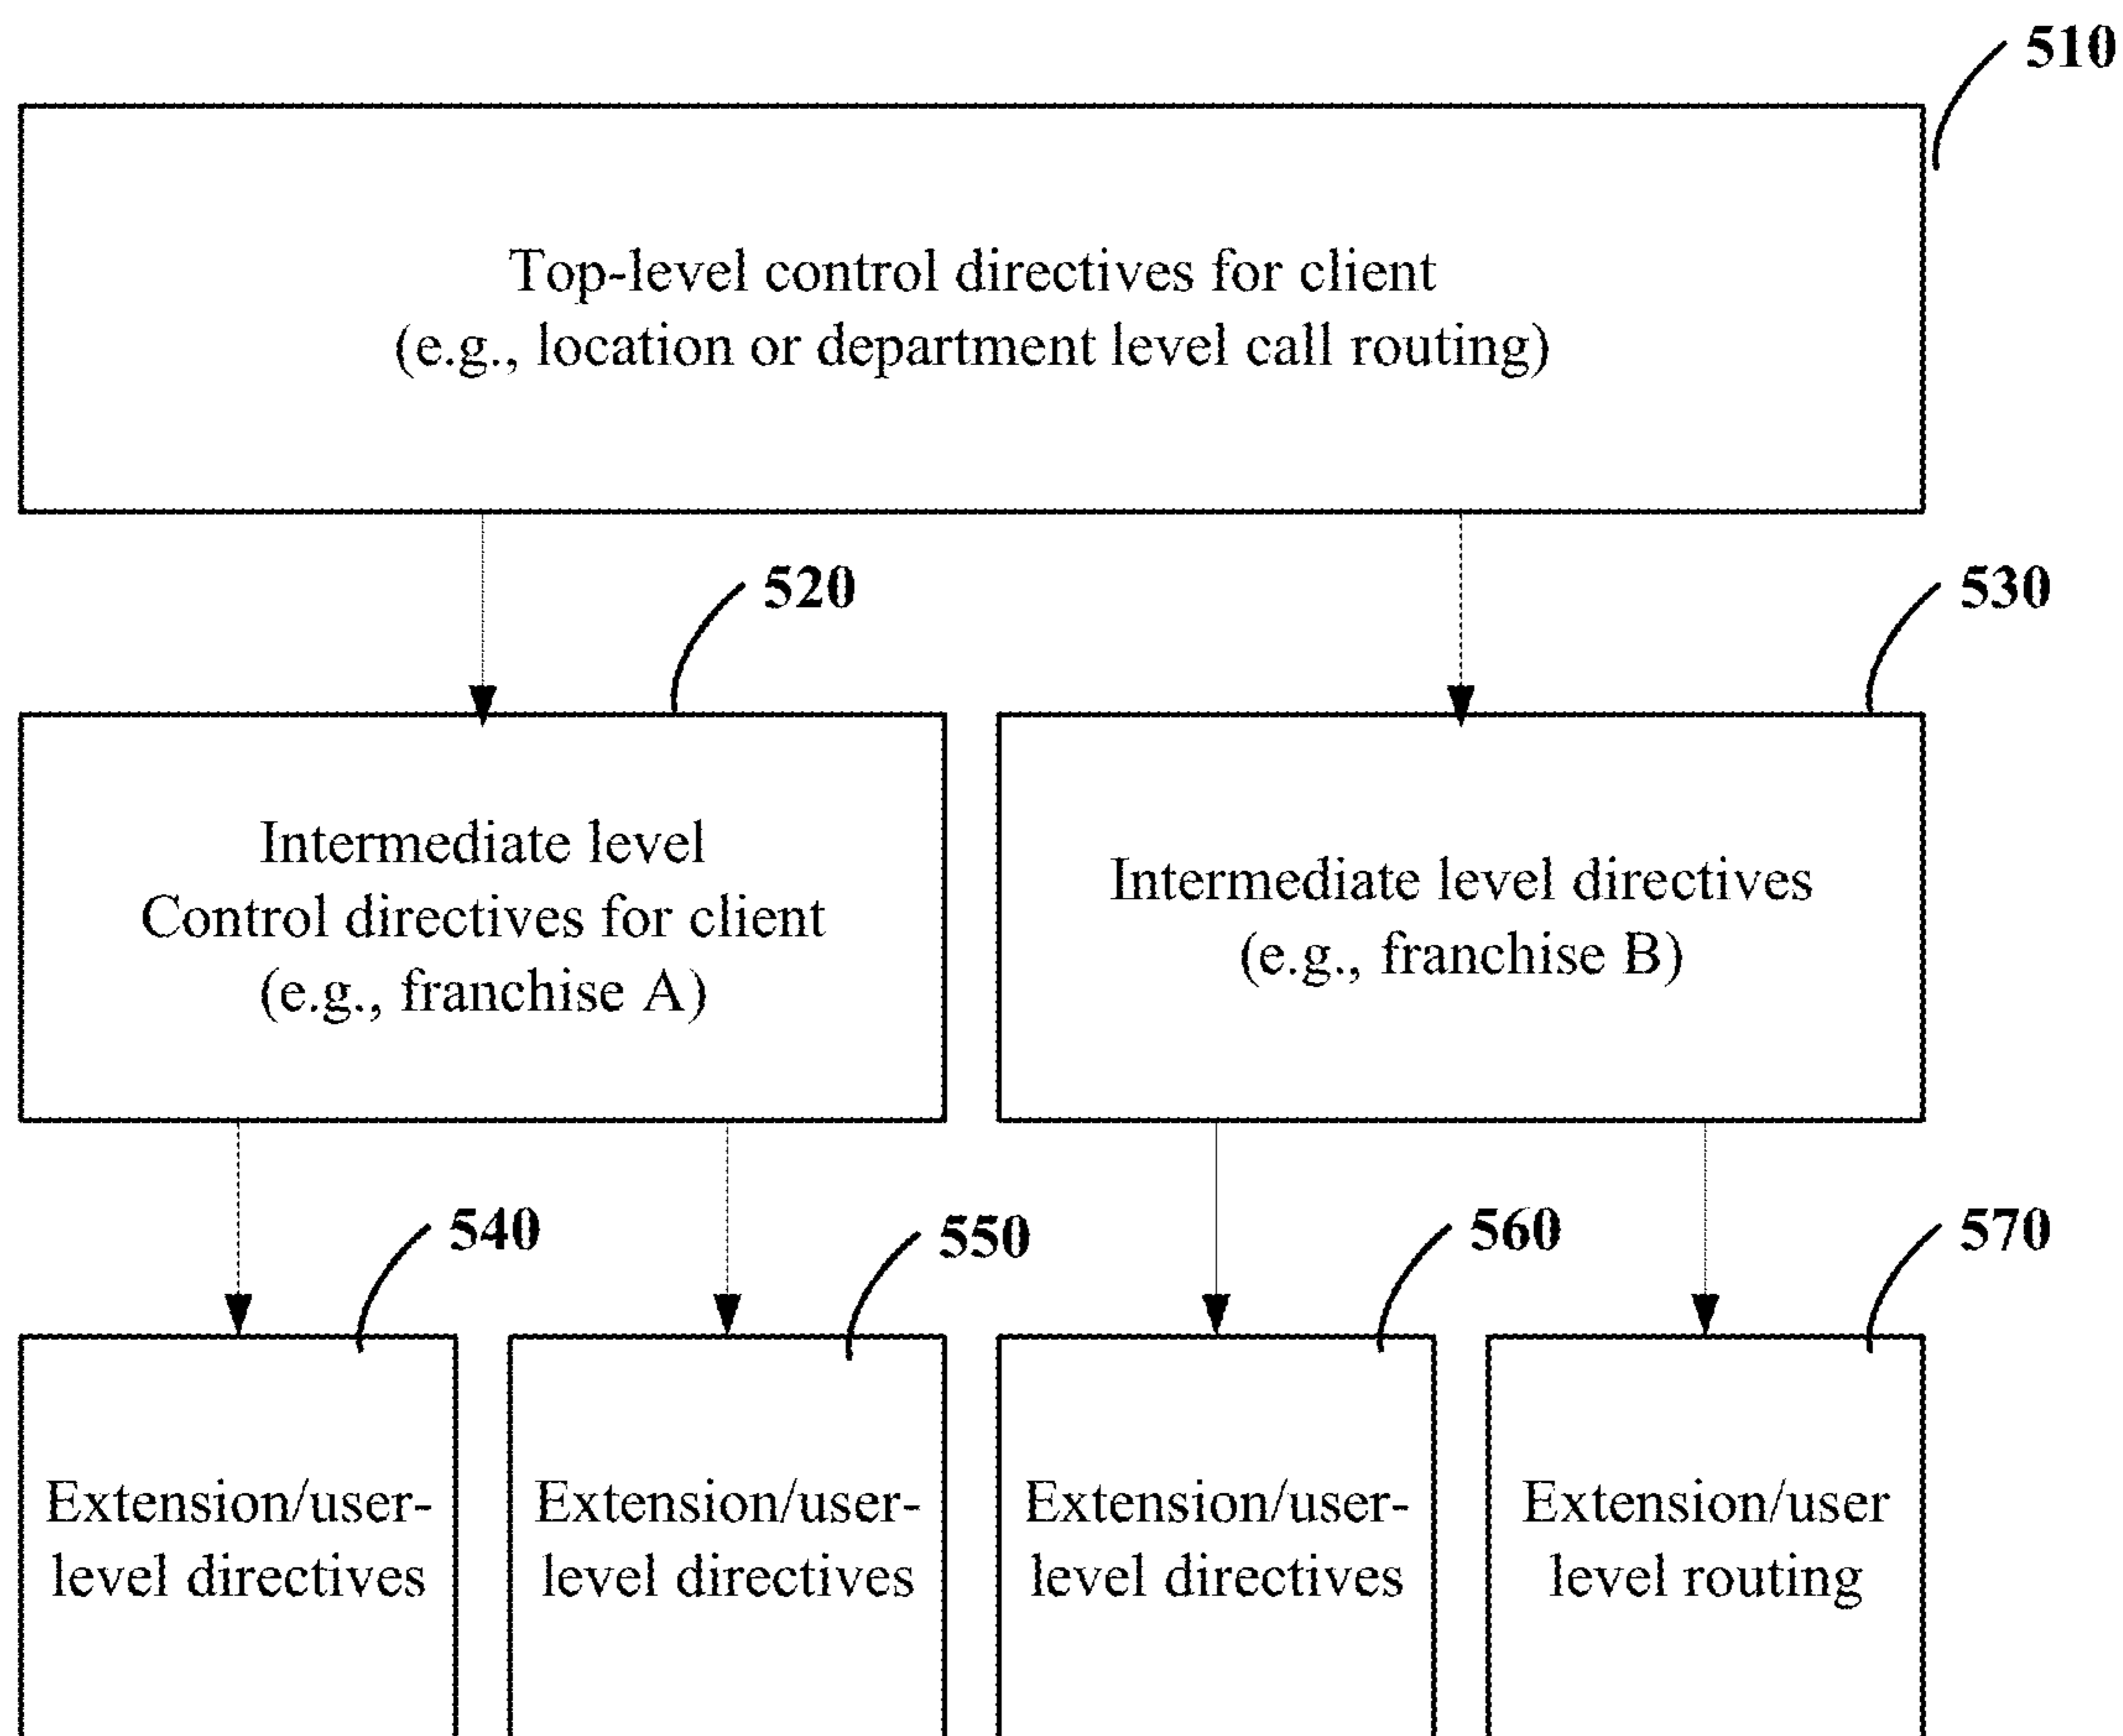 510
Top-level control directives for client
(e.g., location or department level call routing)
520
530
Intermediate level
Control directives for client
(e.g., franchise A)
Intermediate level directives
(e.g., franchise B)
540
550
560
570
Extension/user-
level directives
Extension/user-
level directives
Extension/user-
level directives
Extension/user
level routing